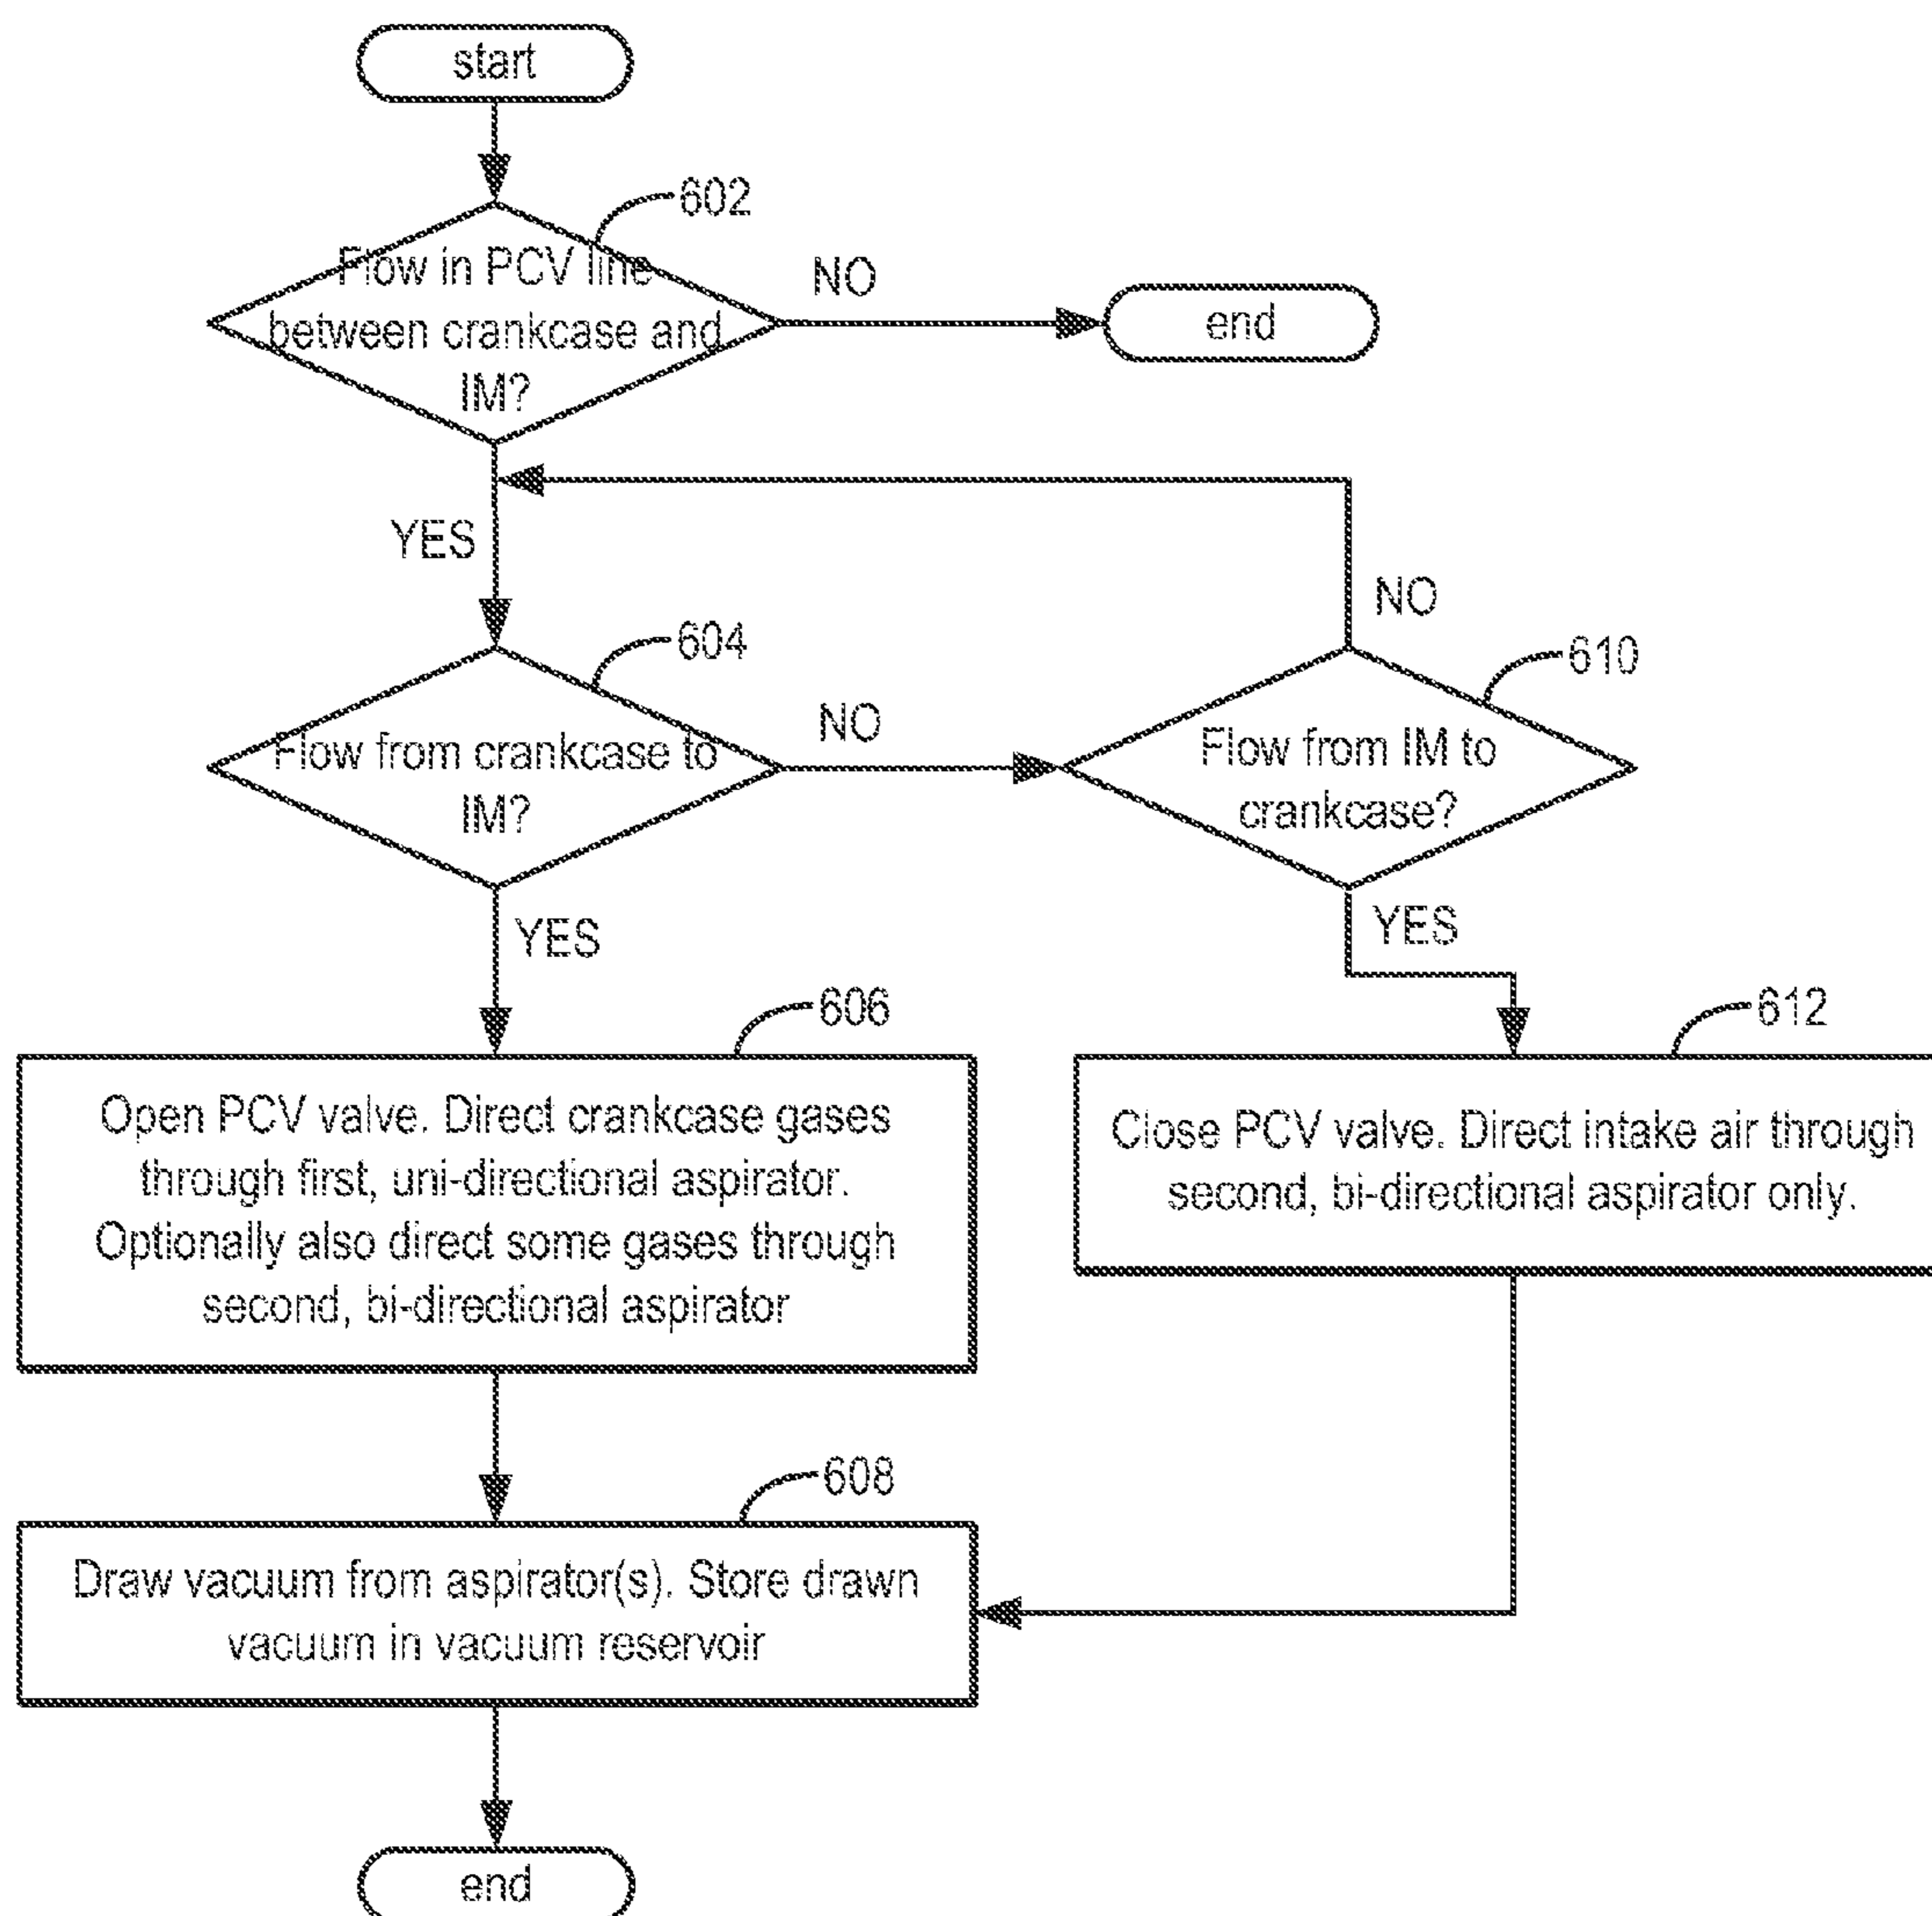 start
602
Flow in PCV line
between crankcase and
IM?
NO
end
YES
604
Flow from crankcase to
IM?
NO
610
Flow from IM to
crankcase?
NO
YES
YES
606
Open PCV valve. Direct crankcase gases
through first, uni-directional aspirator.
Optionally also direct some gases through
second, bi-directional aspirator
612
Close PCV valve. Direct intake air through
second, bi-directional aspirator only.
608
Draw vacuum from aspirator(s). Store drawn
vacuum in vacuum reservoir
end